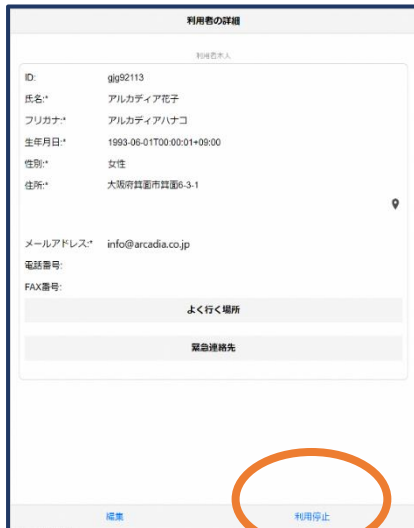 利用者の詳細
利用者本人
ID: gjg92113
氏名:* アルカディア花子
フリガナ:* アルカディアハナコ
生年月日:* 1993-06-01T00:00:01+09:00
性別:* 女性
住所:* 大阪府箕面市箕面6-3-1
メールアドレス:* info@arcadia.co.jp
電話番号:
FAX番号:
よく行く場所
緊急連絡先
編集 利用停止